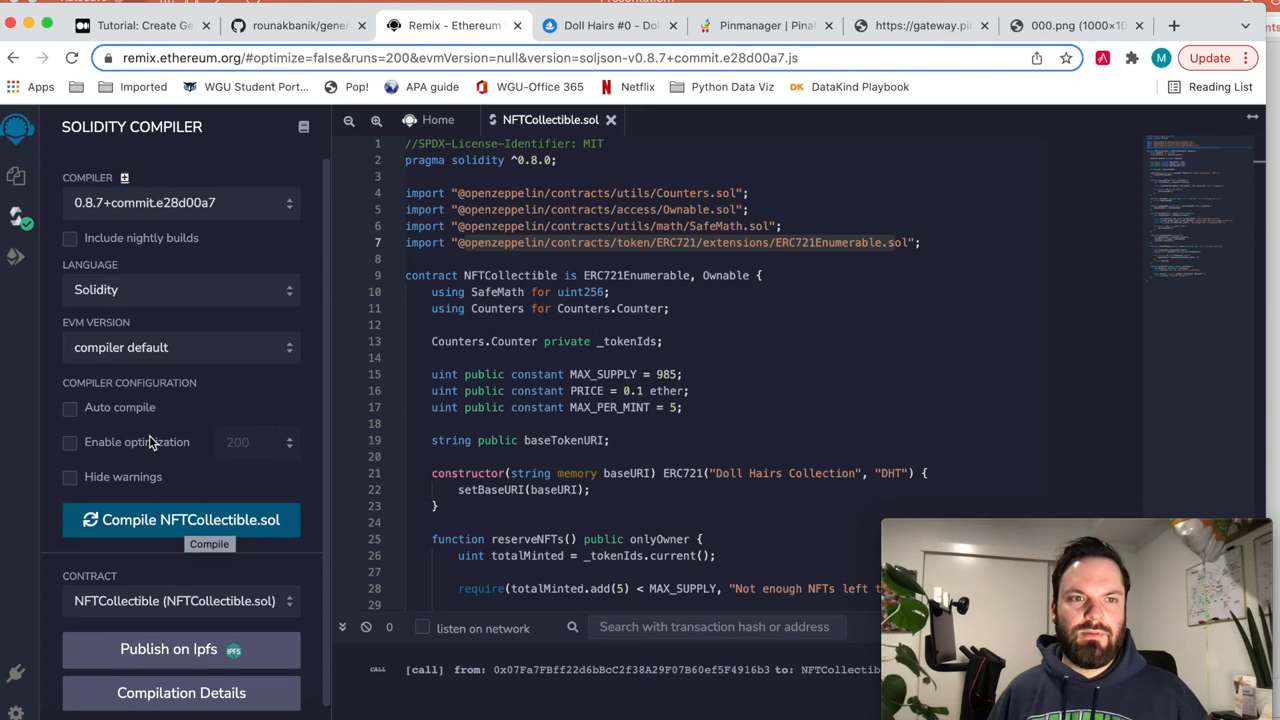 Presentation
Tutorial: Create Ge
rounakbanik/gener
Remix - Ethereum
Doll Hairs #0 - Do
Pinmanager | Pinat
https://gateway.pin
000.png (1000×10
remix.ethereum.org/#optimize=false&runs=200&evmVersion=null&version=soljson-v0.8.7+commit.e28d00a7.js
M
Update
Apps
Imported
WGU Student Port...
Pop!
APA guide
WGU-Office 365
Netflix
Python Data Viz
DK DataKind Playbook
Reading List
SOLIDITY COMPILER
Home
NFTCollectible.sol
COMPILER
0.8.7+commit.e28d00a7
Include nightly builds
LANGUAGE
Solidity
EVM VERSION
compiler default
COMPILER CONFIGURATION
Auto compile
Enable optimization
200
Hide warnings
Compile NFTCollectible.sol
Compile
CONTRACT
NFTCollectible (NFTCollectible.sol)
Publish on Ipfs IPFS
Compilation Details
1 //SPDX-License-Identifier: MIT
2 pragma solidity ^0.8.0;
3
4 import "@openzeppelin/contracts/utils/Counters.sol";
5 import "@openzeppelin/contracts/access/Ownable.sol";
6 import "@openzeppelin/contracts/utils/math/SafeMath.sol";
7 import "@openzeppelin/contracts/token/ERC721/extensions/ERC721Enumerable.sol";
8
9 contract NFTCollectible is ERC721Enumerable, Ownable {
10 using SafeMath for uint256;
11 using Counters for Counters.Counter;
12
13 Counters.Counter private _tokenIds;
14
15 uint public constant MAX_SUPPLY = 985;
16 uint public constant PRICE = 0.1 ether;
17 uint public constant MAX_PER_MINT = 5;
18
19 string public baseTokenURI;
20
21 constructor(string memory baseURI) ERC721("Doll Hairs Collection", "DHT") {
22 setBaseURI(baseURI);
23 }
24
25 function reserveNFTs() public onlyOwner {
26 uint totalMinted = _tokenIds.current();
27
28 require(totalMinted.add(5) < MAX_SUPPLY, "Not enough NFTs left t
29
0
listen on network
Search with transaction hash or address
CALL
[call] from: 0x07Fa7FBff22d6bBcC2f38A29F07B60ef5F4916b3 to: NFTCollectib